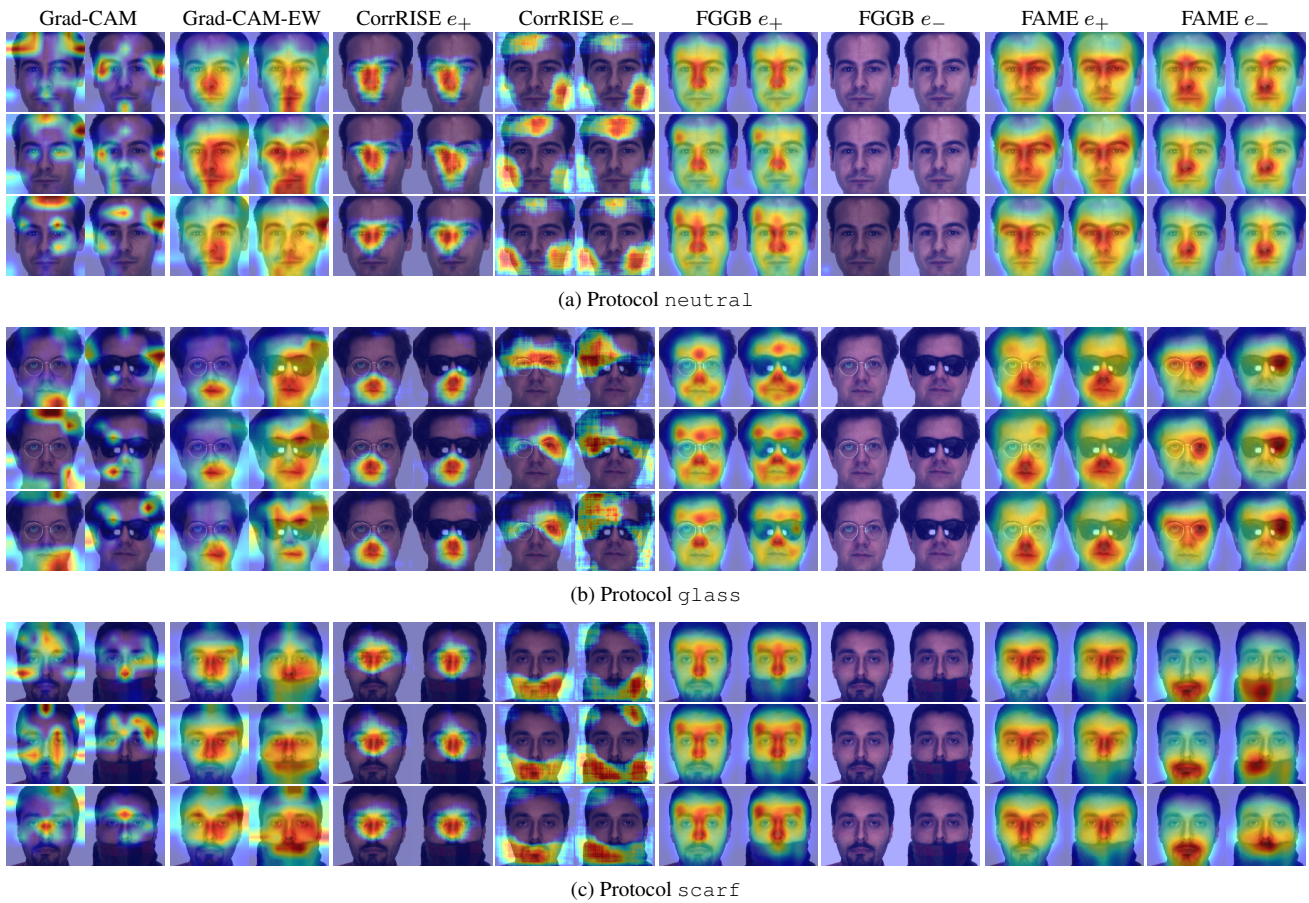 Grad-CAM Grad-CAM-EW CorrRISE e+ CorrRISE e− FGGB e+ FGGB e− FAME e+ FAME e−
(a) Protocol neutral
(b) Protocol glass
(c) Protocol scarf